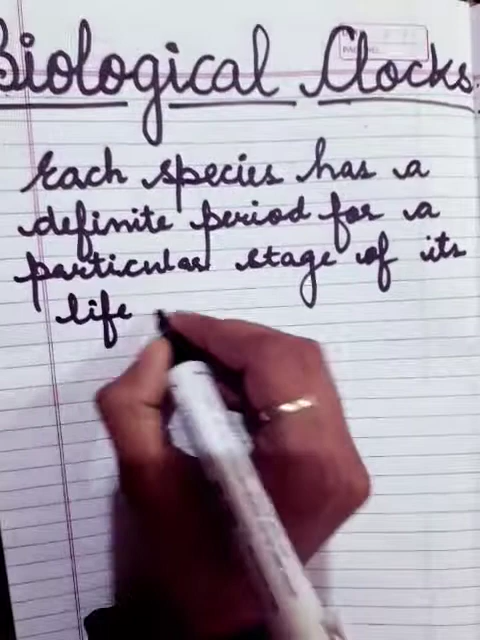 Biological Clocks
Each species has a
definite period for a
particular stage of its
life